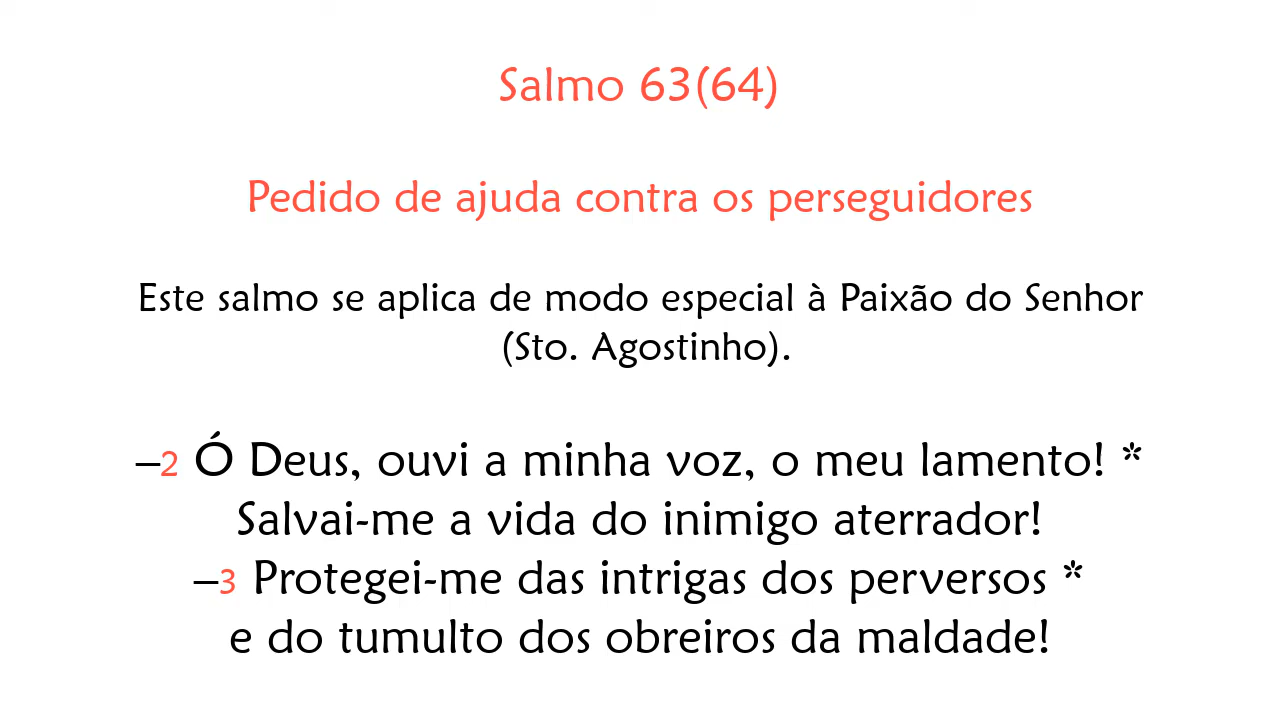 Salmo 63(64)
Pedido de ajuda contra os perseguidores
Este salmo se aplica de modo especial à Paixão do Senhor
(Sto. Agostinho).
–2 Ó Deus, ouvi a minha voz, o meu lamento! *
Salvai-me a vida do inimigo aterrador!
–3 Protegei-me das intrigas dos perversos *
e do tumulto dos obreiros da maldade!